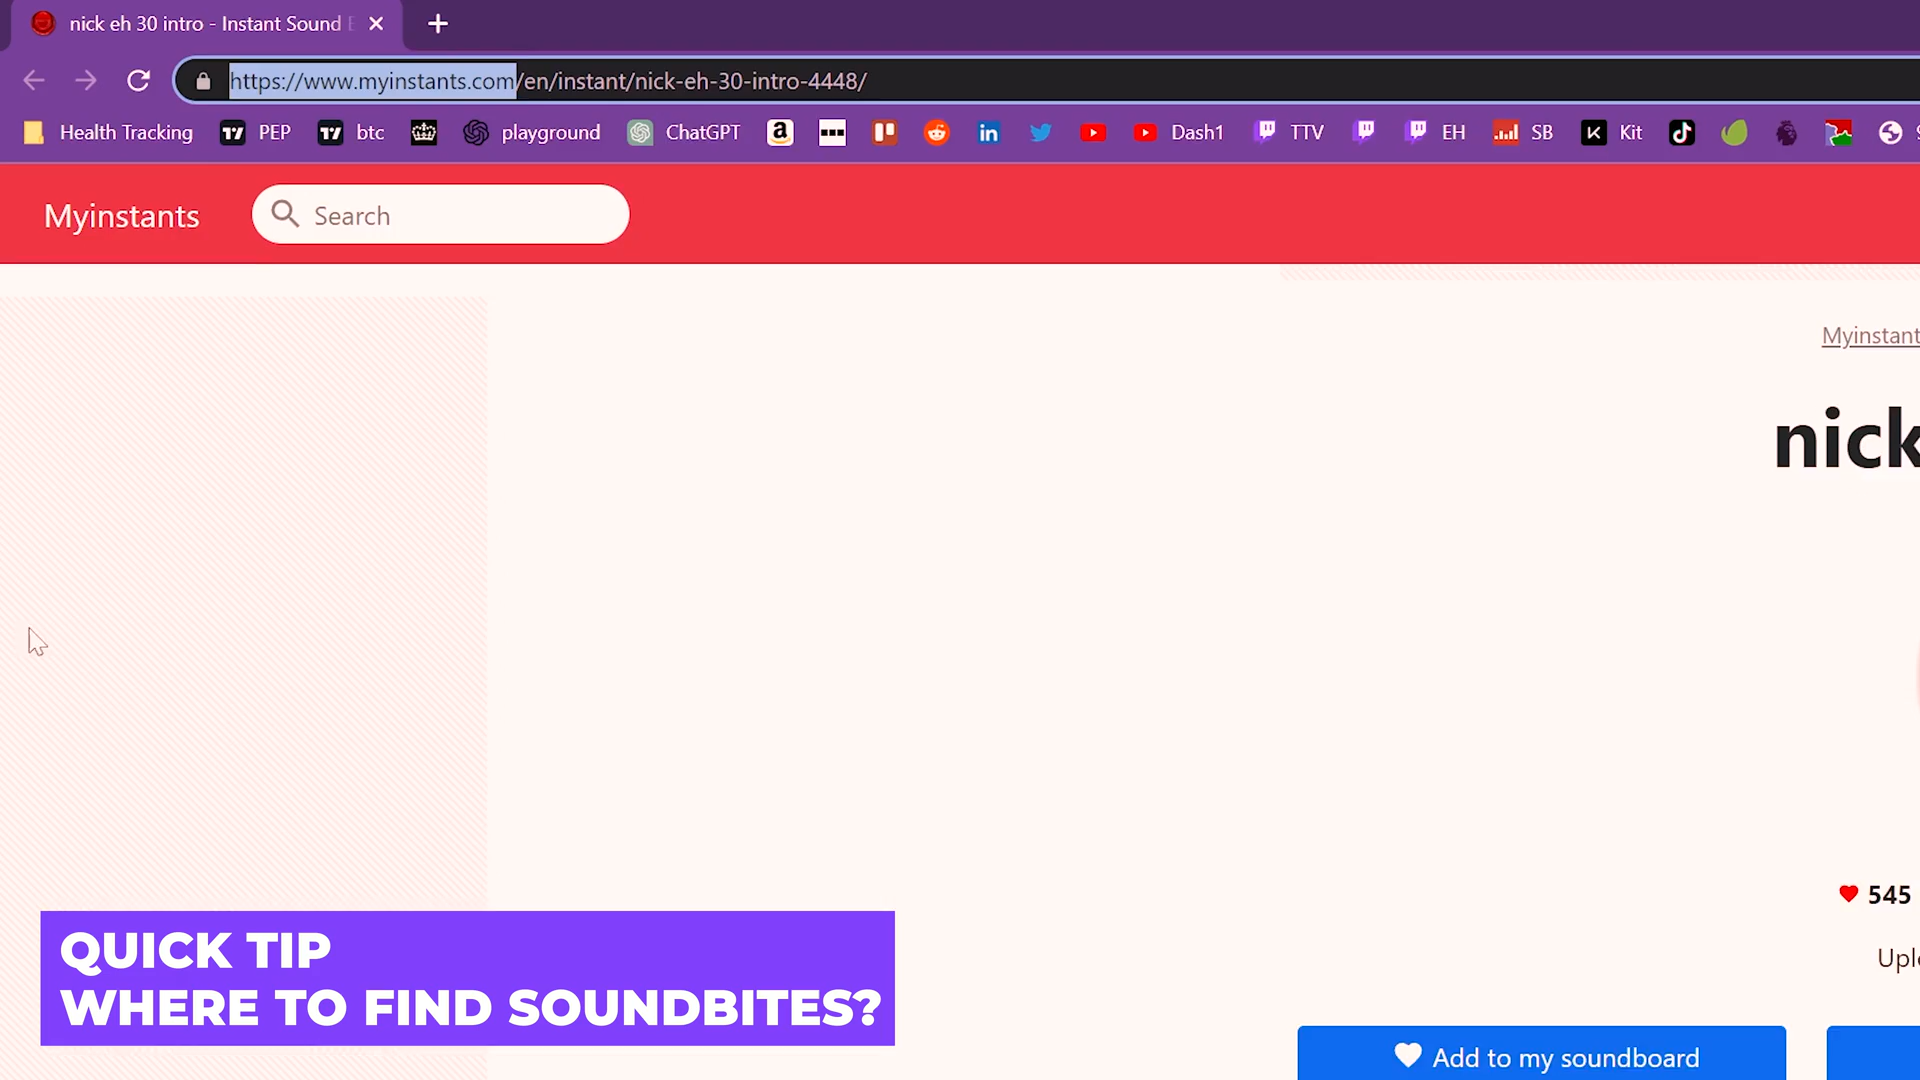 nick eh 30 intro - Instant Sound
https://www.myinstants.com/en/instant/nick-eh-30-intro-4448/
Health Tracking PEP btc playground ChatGPT Dash1 TTV EH SB Kit
Myinstants Search
Myinstant
nick
545
Uplo
QUICK TIP
WHERE TO FIND SOUNDBITES?
Add to my soundboard